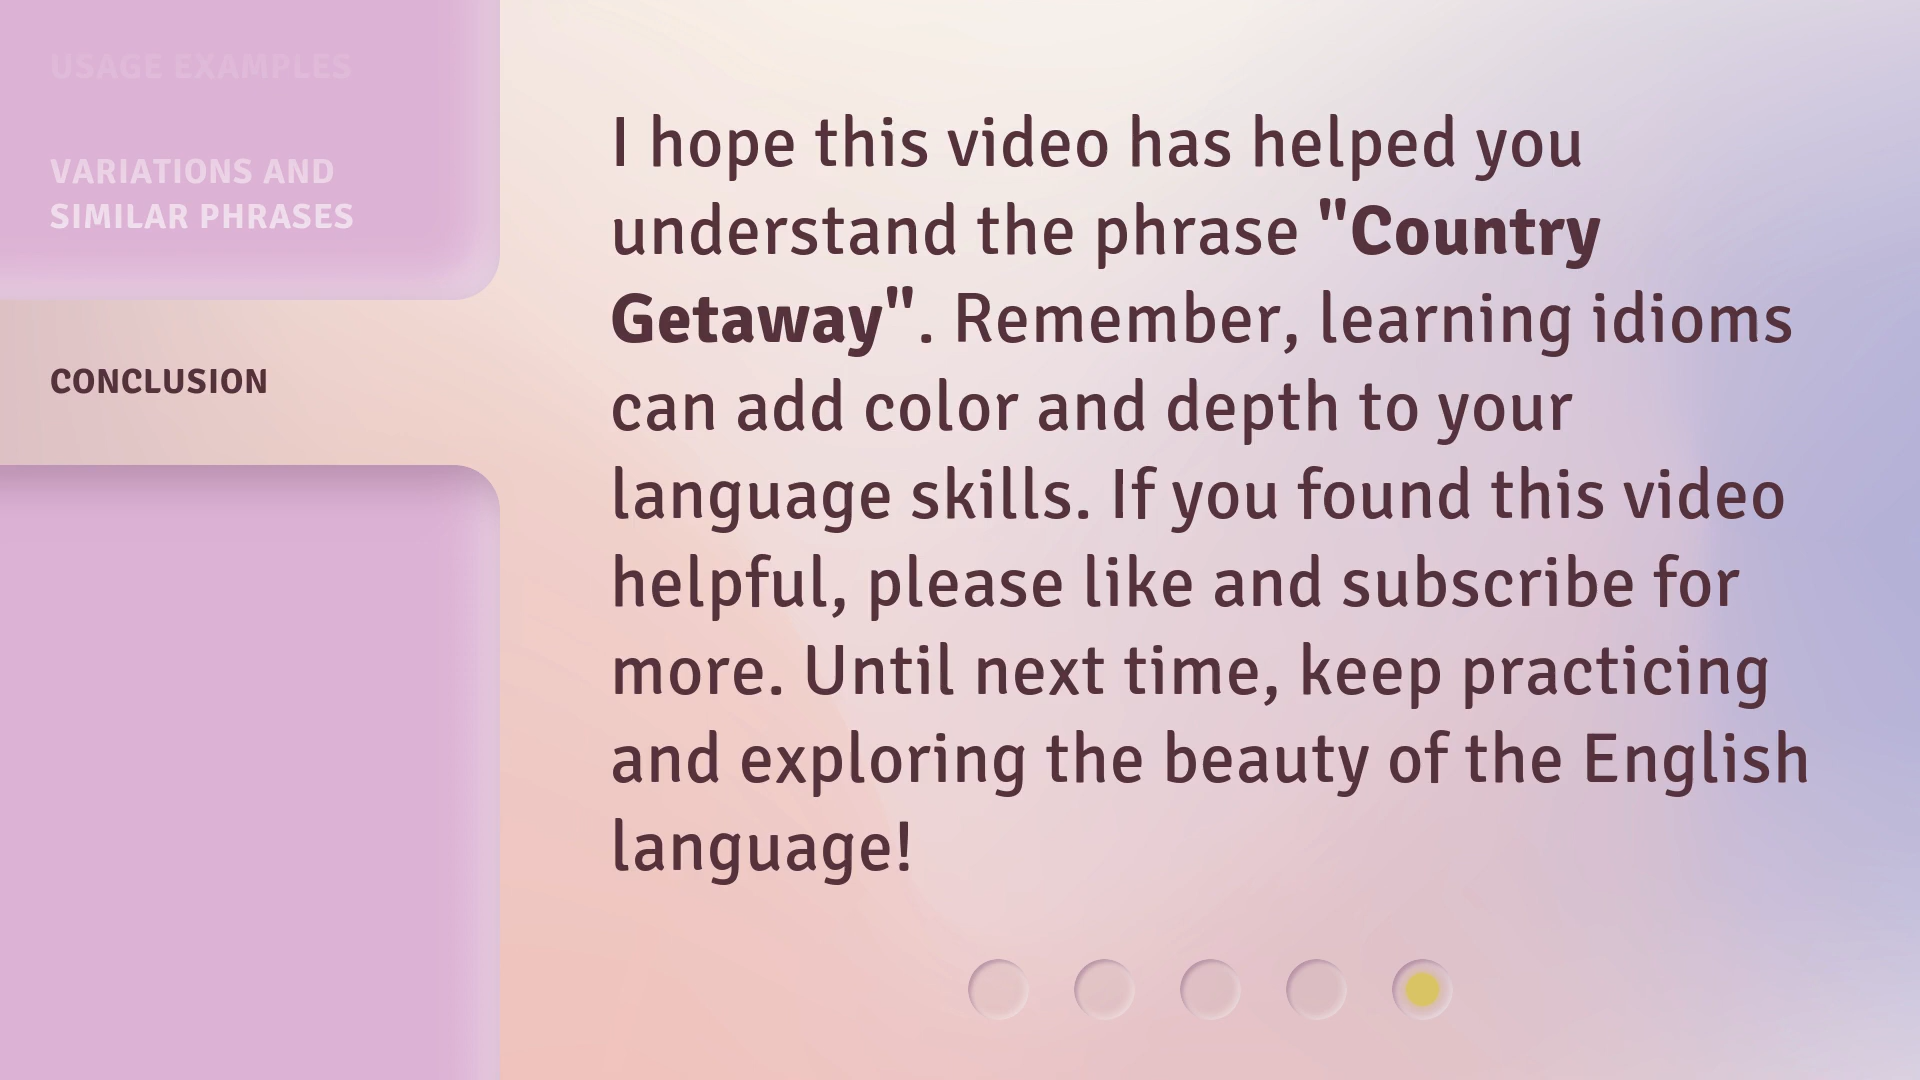 USAGE EXAMPLES
VARIATIONS AND
SIMILAR PHRASES
CONCLUSION
I hope this video has helped you
understand the phrase "Country
Getaway". Remember, learning idioms
can add color and depth to your
language skills. If you found this video
helpful, please like and subscribe for
more. Until next time, keep practicing
and exploring the beauty of the English
language!